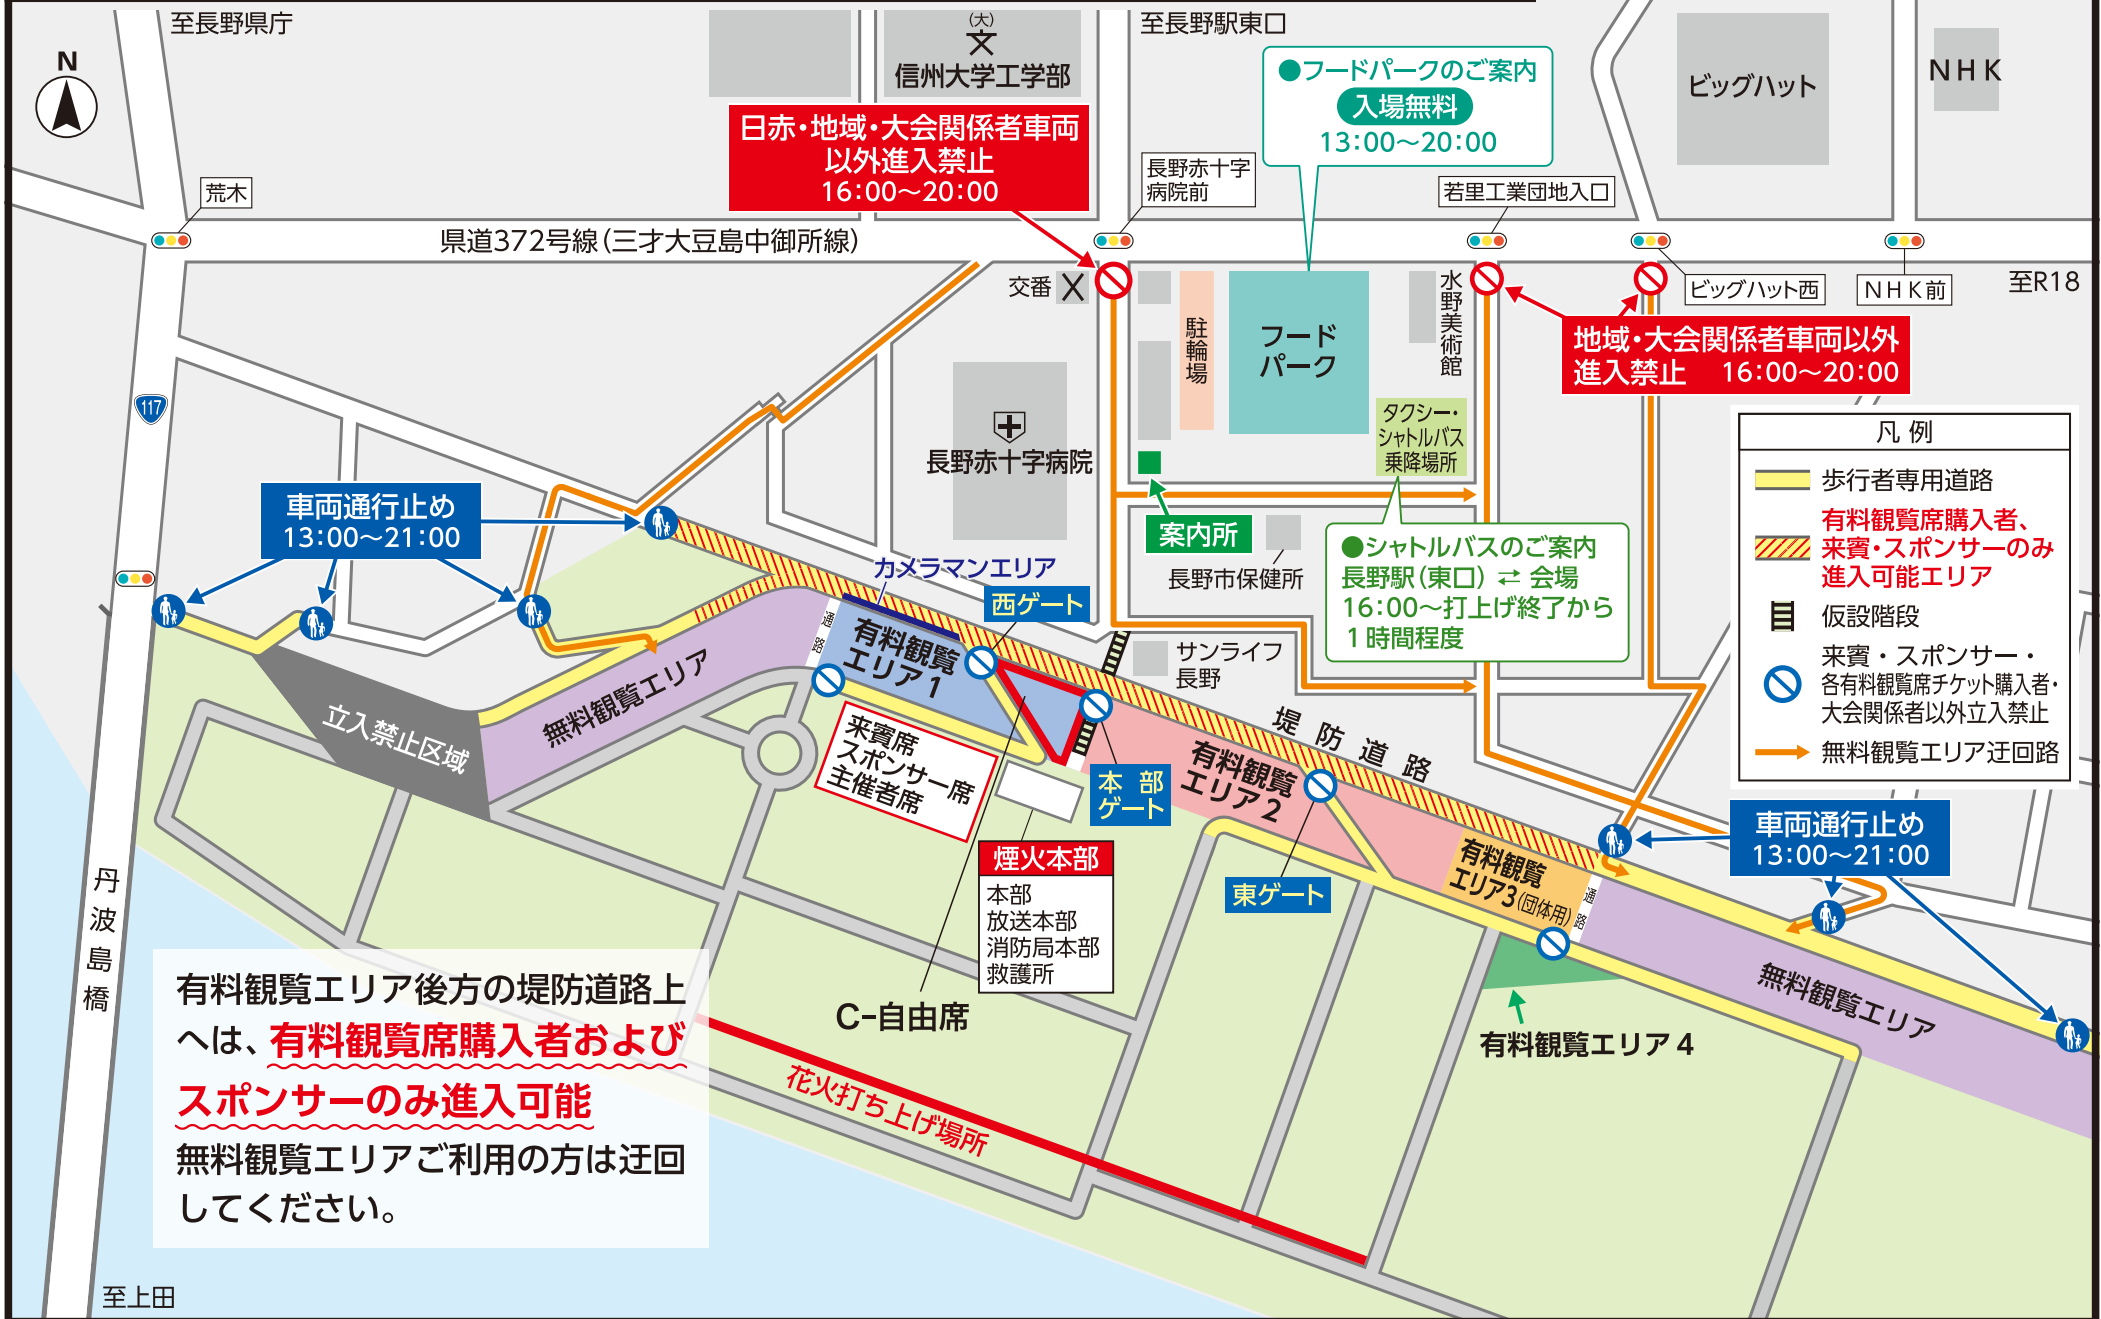 至長野県庁
N
(大)
信州大学工学部
至長野駅東口
●フードパークのご案内
入場無料
13:00～20:00
ビッグハット
NHK
日赤・地域・大会関係者車両
以外進入禁止
16:00～20:00
長野赤十字
病院前
若里工業団地入口
荒木
県道372号線(三才大豆島中御所線)
交番
駐輪場
フード
パーク
水野美術館
ビッグハット西
NHK前
至R18
地域・大会関係者車両以外
進入禁止 16:00～20:00
117
長野赤十字病院
タクシー・
シャトルバス
乗降場所
案内所
長野市保健所
●シャトルバスのご案内
長野駅(東口) ⇄ 会場
16:00～打上げ終了から
1時間程度
凡例
歩行者専用道路
有料観覧席購入者、
来賓・スポンサーのみ
進入可能エリア
仮設階段
来賓・スポンサー・
各有料観覧席チケット購入者・
大会関係者以外立入禁止
無料観覧エリア迂回路
車両通行止め
13:00～21:00
カメラマンエリア
西ゲート
通路
有料観覧
エリア1
サンライフ
長野
無料観覧エリア
立入禁止区域
来賓席
スポンサー席
主催者席
本部
ゲート
有料観覧
エリア2
堤防道路
東ゲート
有料観覧
エリア3(団体用)
通路
車両通行止め
13:00～21:00
煙火本部
本部
放送本部
消防局本部
救護所
C-自由席
有料観覧エリア4
無料観覧エリア
丹波島橋
有料観覧エリア後方の堤防道路上
へは、有料観覧席購入者および
スポンサーのみ進入可能
無料観覧エリアご利用の方は迂回
してください。
花火打ち上げ場所
至上田